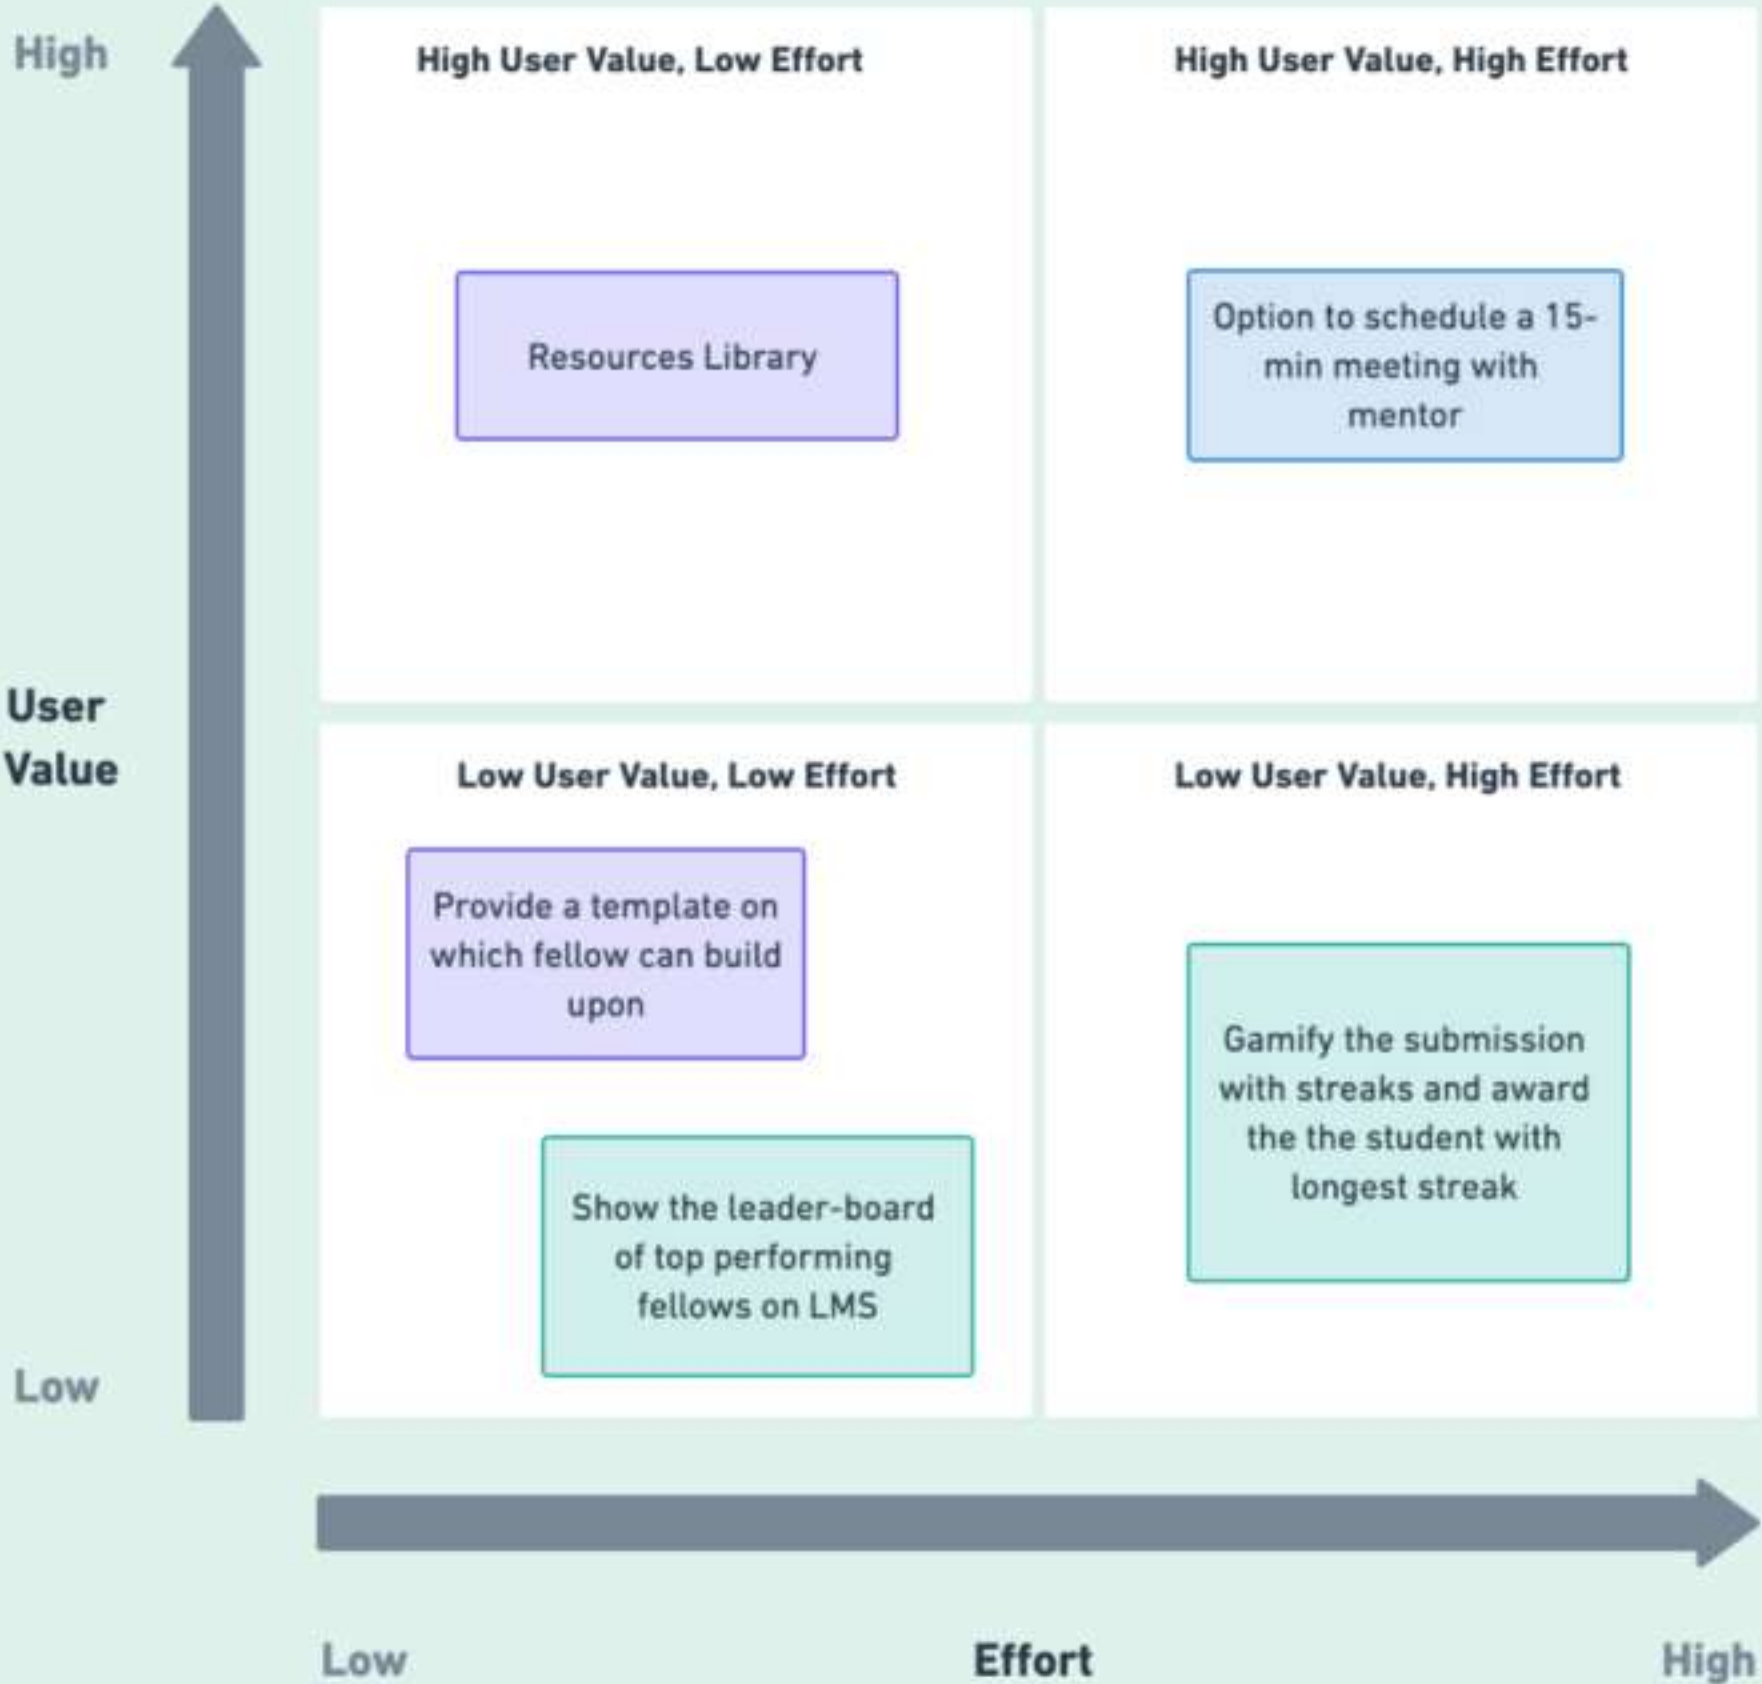 High
High User Value, Low Effort
High User Value, High Effort
Resources Library
Option to schedule a 15-
min meeting with
mentor
User
Value
Low User Value, Low Effort
Low User Value, High Effort
Provide a template on
which fellow can build
upon
Gamify the submission
with streaks and award
the the student with
longest streak
Show the leader-board
of top performing
fellows on LMS
Low
Low
Effort
High